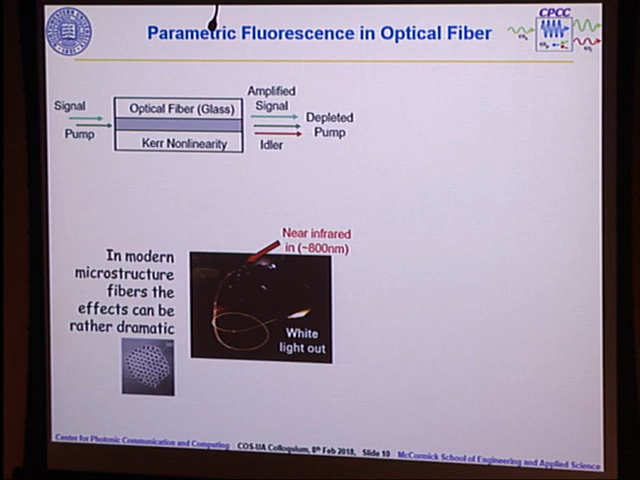 Parametric Fluorescence in Optical Fiber
CPCC
Signal
Pump
Optical Fiber (Glass)
Kerr Nonlinearity
Amplified
Signal
Idler
Depleted
Pump
Near infrared
in (~800nm)
In modern
microstructure
fibers the
effects can be
rather dramatic
White
light out
Center for Photonic Communication and Computing COS-UA Colloquium, 8th Feb 2018, Slide 10 McCormick School of Engineering and Applied Science